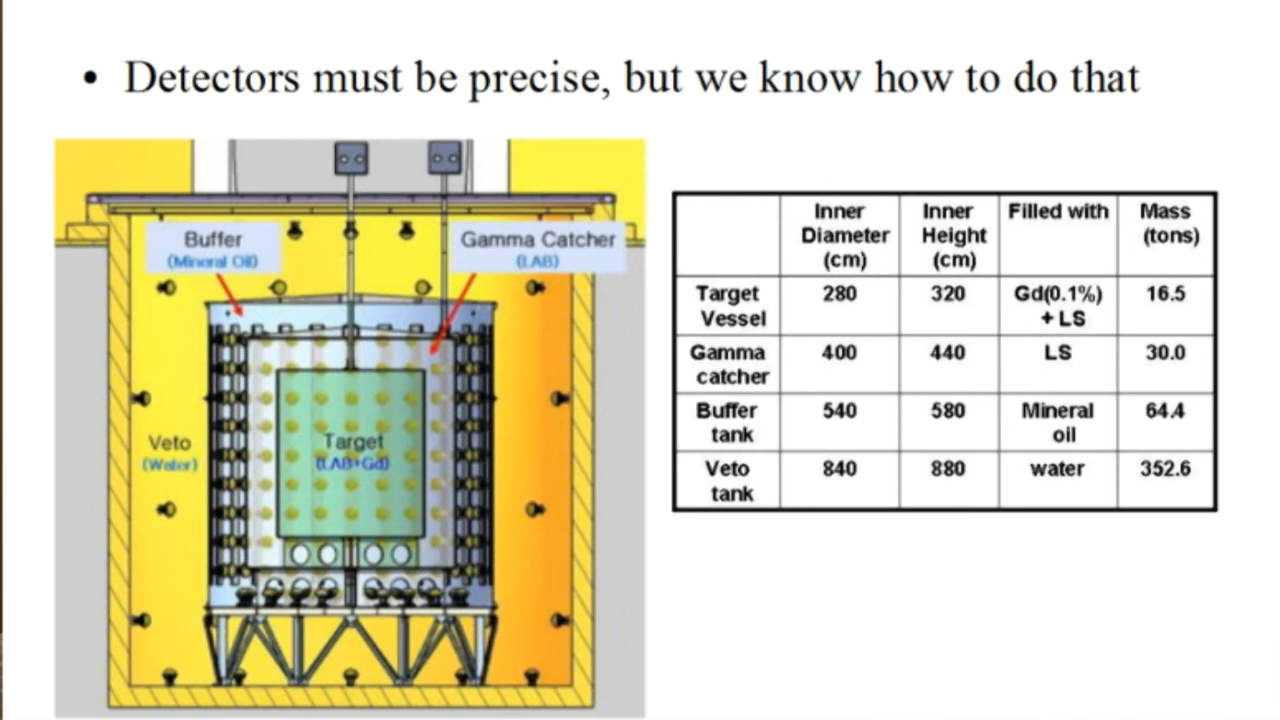 • Detectors must be precise, but we know how to do that
Buffer
(Mineral Oil)
Gamma Catcher
(LAB)
Veto
(Water)
Target
(LAB+Gd)
Inner Diameter (cm) Inner Height (cm) Filled with Mass (tons)
Target Vessel 280 320 Gd(0.1%) + LS 16.5
Gamma catcher 400 440 LS 30.0
Buffer tank 540 580 Mineral oil 64.4
Veto tank 840 880 water 352.6